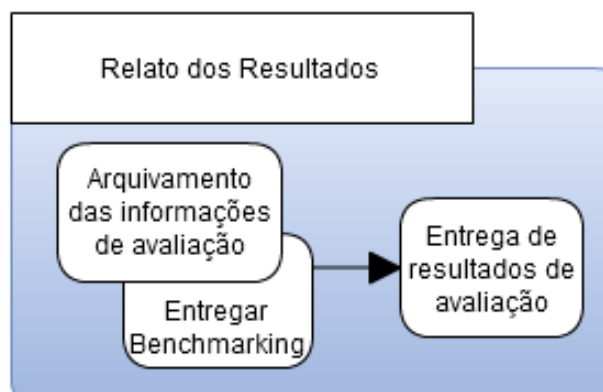 Relato dos Resultados
Arquivamento
das informações
de avaliação
Entregar
Benchmarking
Entrega de
resultados de
avaliação